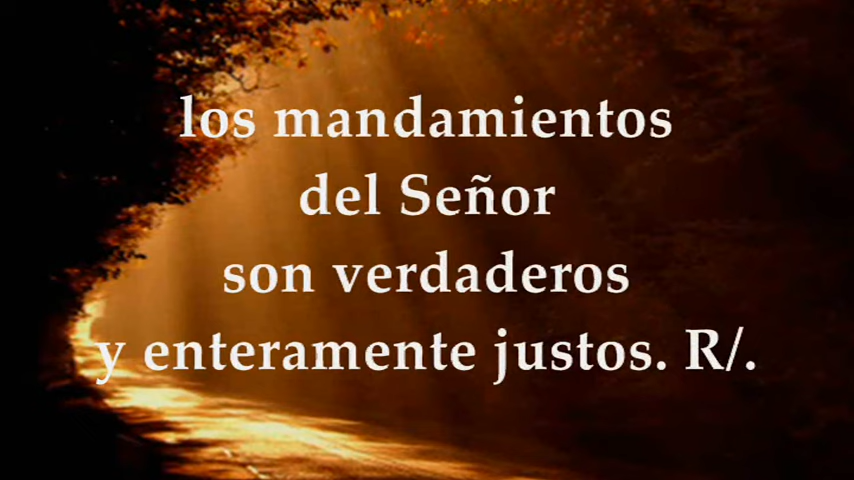 los mandamientos
del Señor
son verdaderos
y enteramente justos. R/.